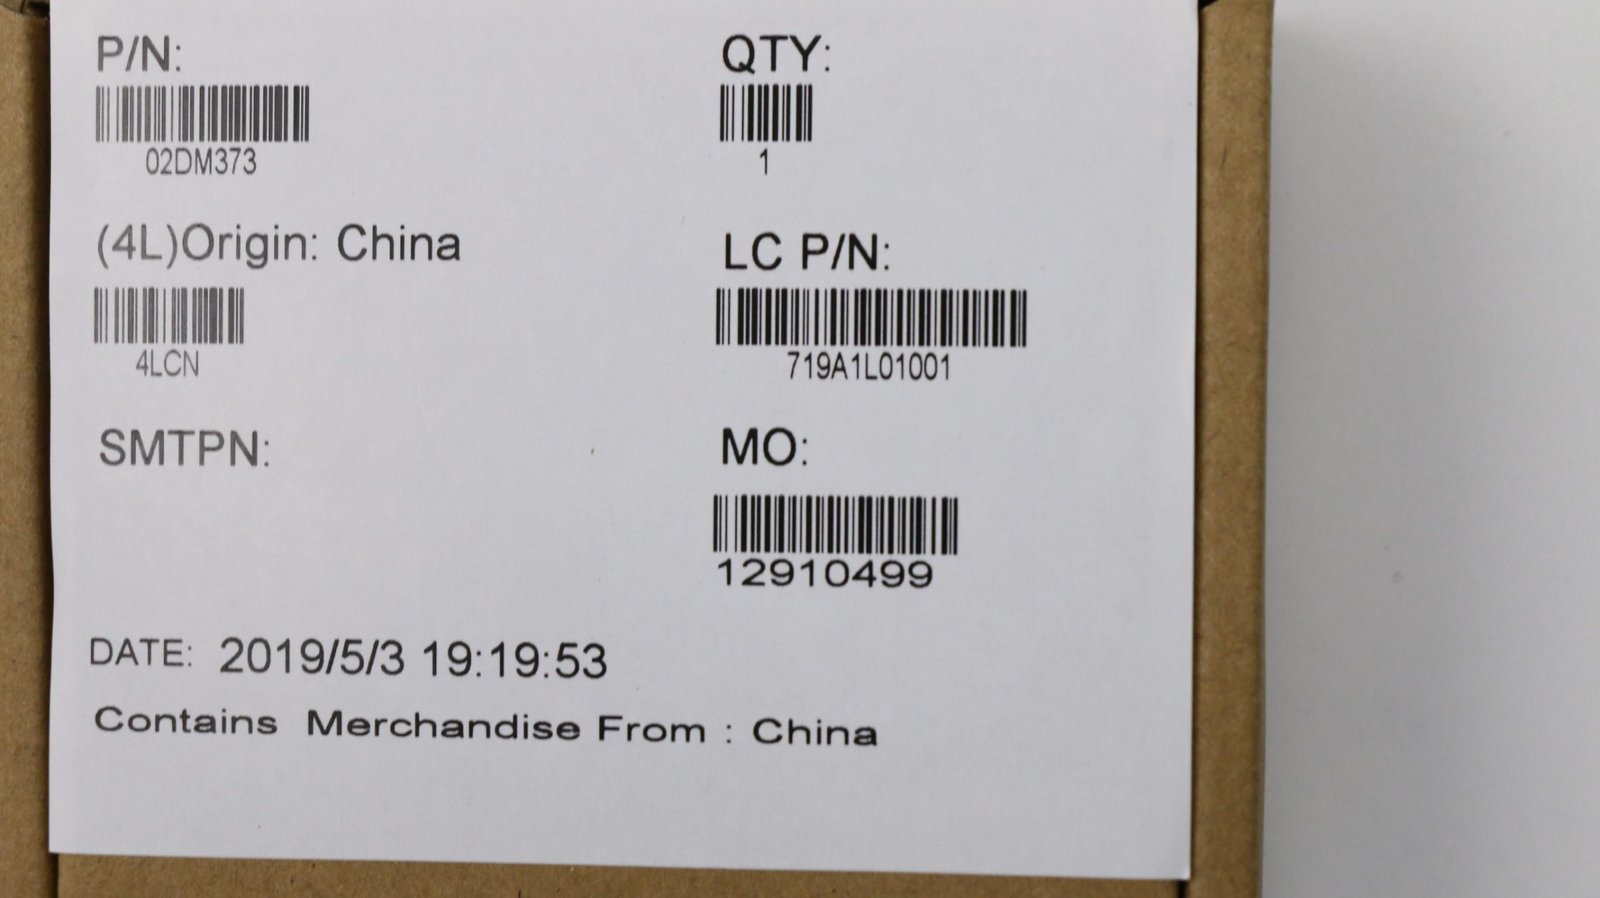 P/N:
02DM373
QTY:
1
(4L)Origin: China
4LCN
LC P/N:
719A1L01001
SMTPN:
MO:
12910499
DATE: 2019/5/3 19:19:53
Contains Merchandise From : China